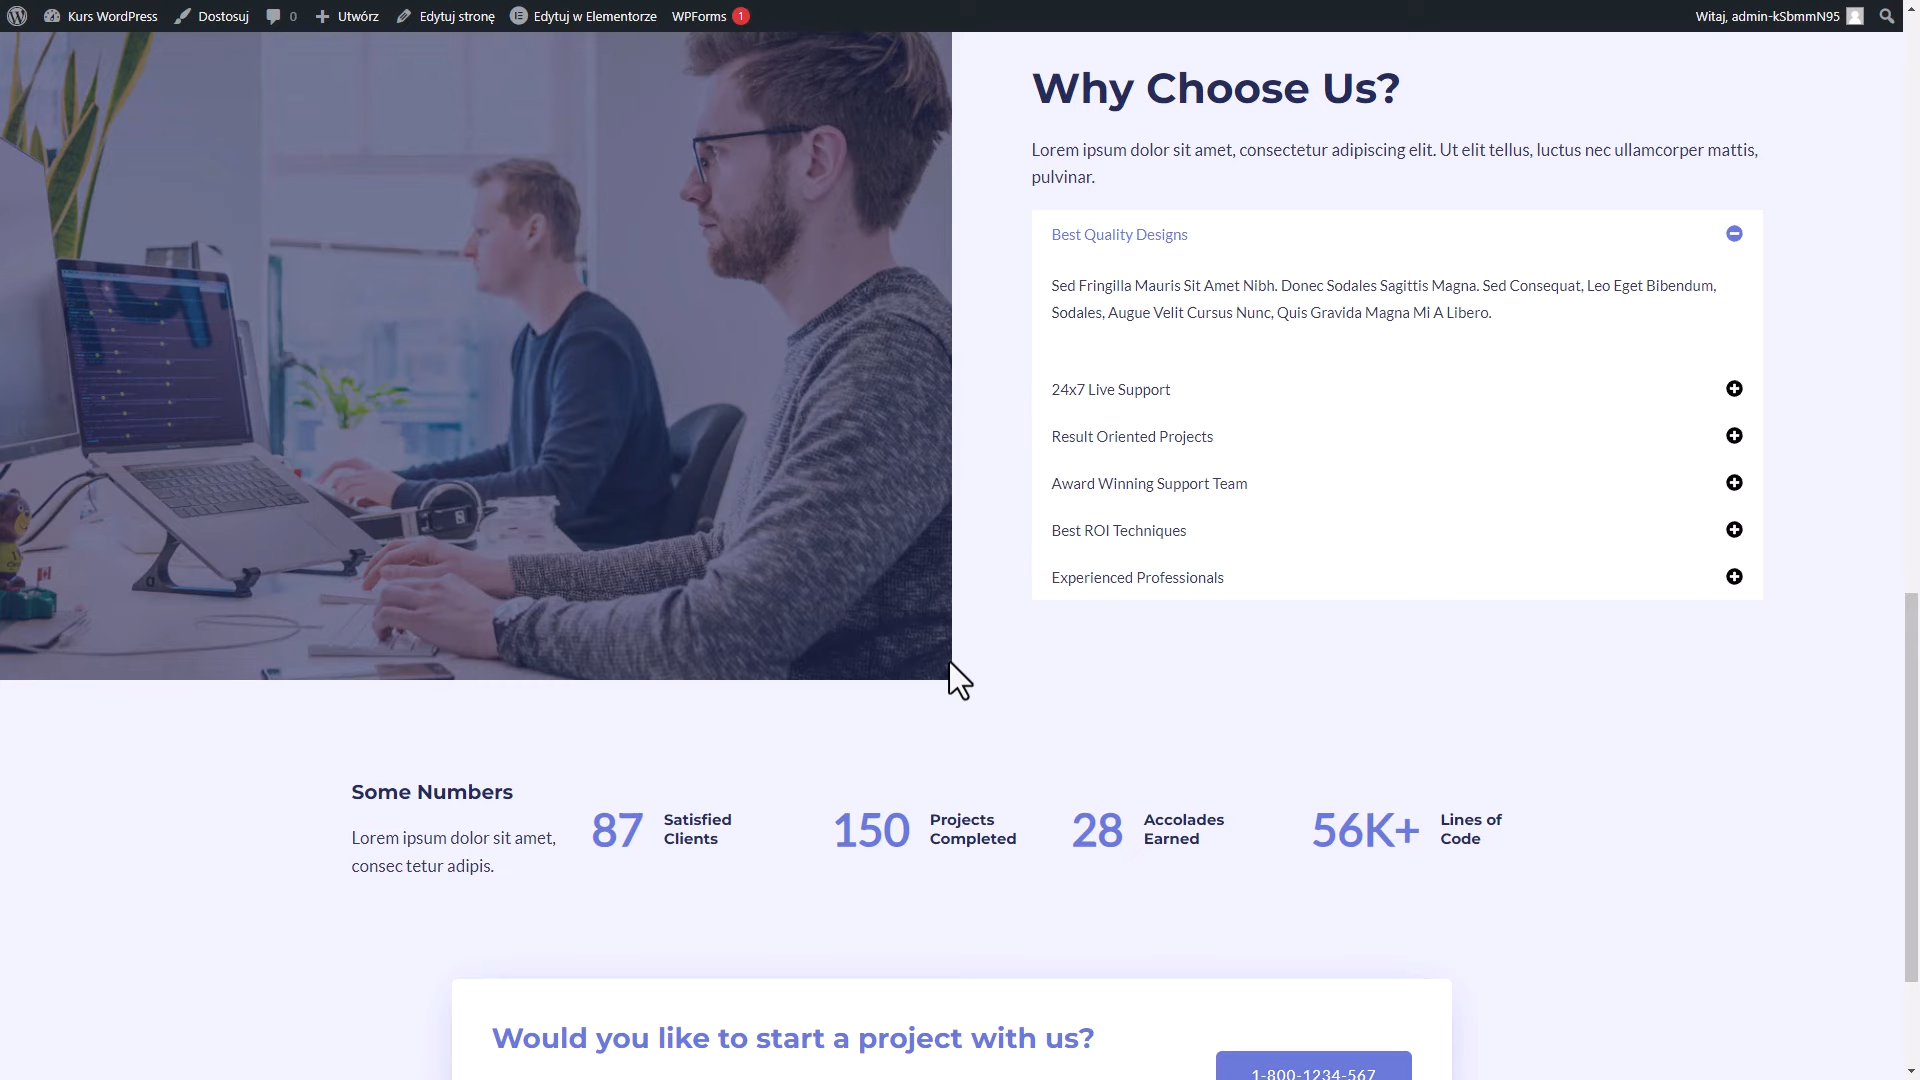 Kurs WordPress Dostosuj 0 Utwórz Edytuj stronę Edytuj w Elementorze WPForms 1 Witaj, admin-kSbmmN95
Why Choose Us?
Lorem ipsum dolor sit amet, consectetur adipiscing elit. Ut elit tellus, luctus nec ullamcorper mattis,
pulvinar.
Best Quality Designs
Sed Fringilla Mauris Sit Amet Nibh. Donec Sodales Sagittis Magna. Sed Consequat, Leo Eget Bibendum,
Sodales, Augue Velit Cursus Nunc, Quis Gravida Magna Mi A Libero.
24x7 Live Support
Result Oriented Projects
Award Winning Support Team
Best ROI Techniques
Experienced Professionals
Some Numbers
Lorem ipsum dolor sit amet,
consec tetur adipis.
87
Satisfied
Clients
150
Projects
Completed
28
Accolades
Earned
56K+
Lines of
Code
Would you like to start a project with us?
1-800-1234-567